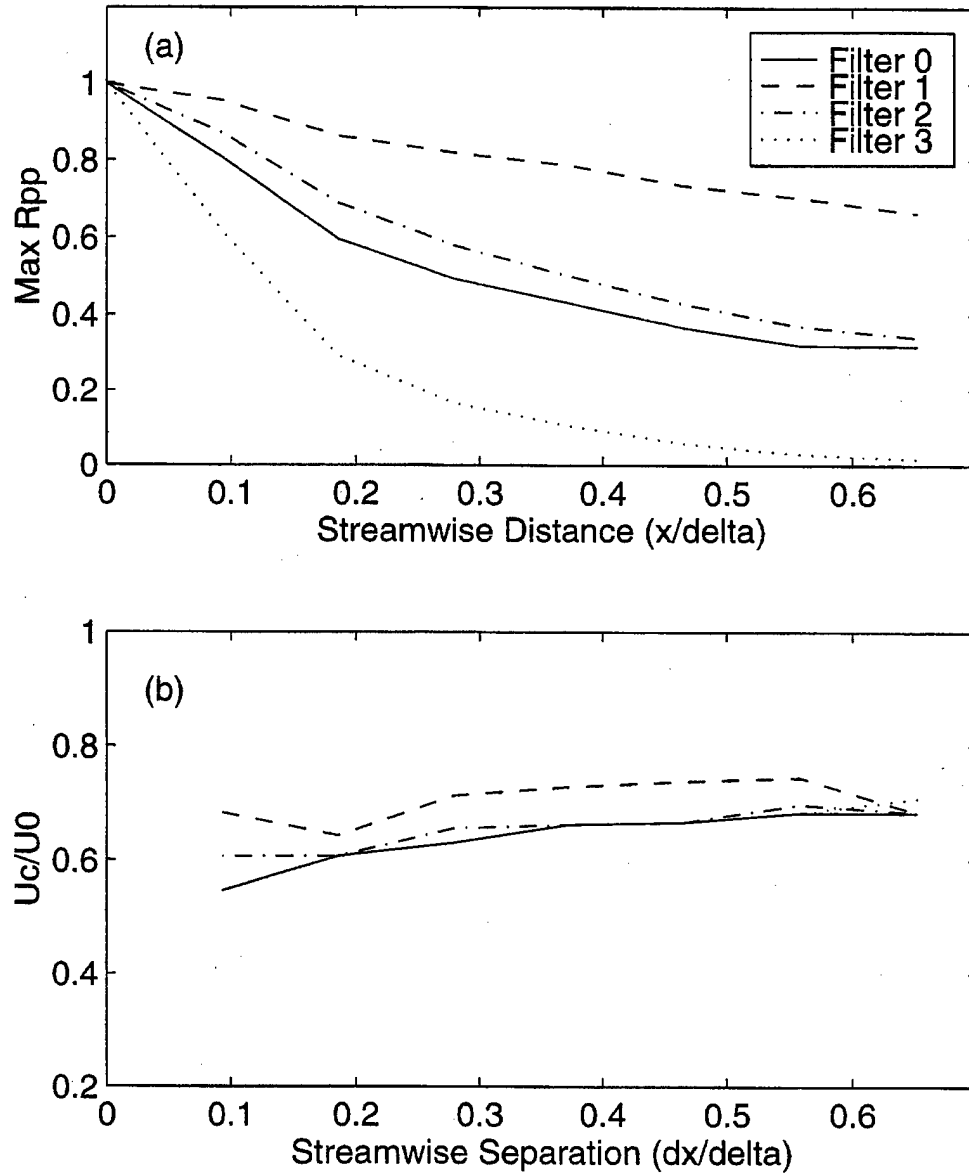 (a)
Filter 0
Filter 1
Filter 2
Filter 3
1
0.8
0.6
0.4
0.2
0
Max Rpp
0 0.1 0.2 0.3 0.4 0.5 0.6
Streamwise Distance (x/delta)
(b)
1
0.8
0.6
0.4
0.2
Uc/U0
0 0.1 0.2 0.3 0.4 0.5 0.6
Streamwise Separation (dx/delta)